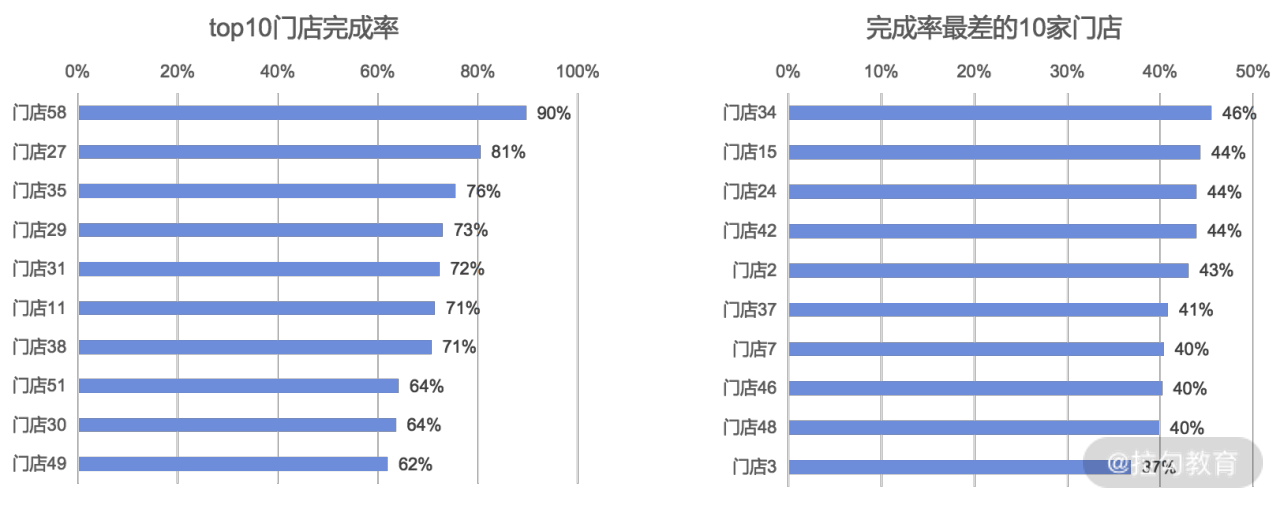 top10门店完成率
0% 20% 40% 60% 80% 100%
门店58 90%
门店27 81%
门店35 76%
门店29 73%
门店31 72%
门店11 71%
门店38 71%
门店51 64%
门店30 64%
门店49 62%
完成率最差的10家门店
0% 10% 20% 30% 40% 50%
门店34 46%
门店15 44%
门店24 44%
门店42 44%
门店2 43%
门店37 41%
门店7 40%
门店46 40%
门店48 40%
门店3 37%
@拉勾教育